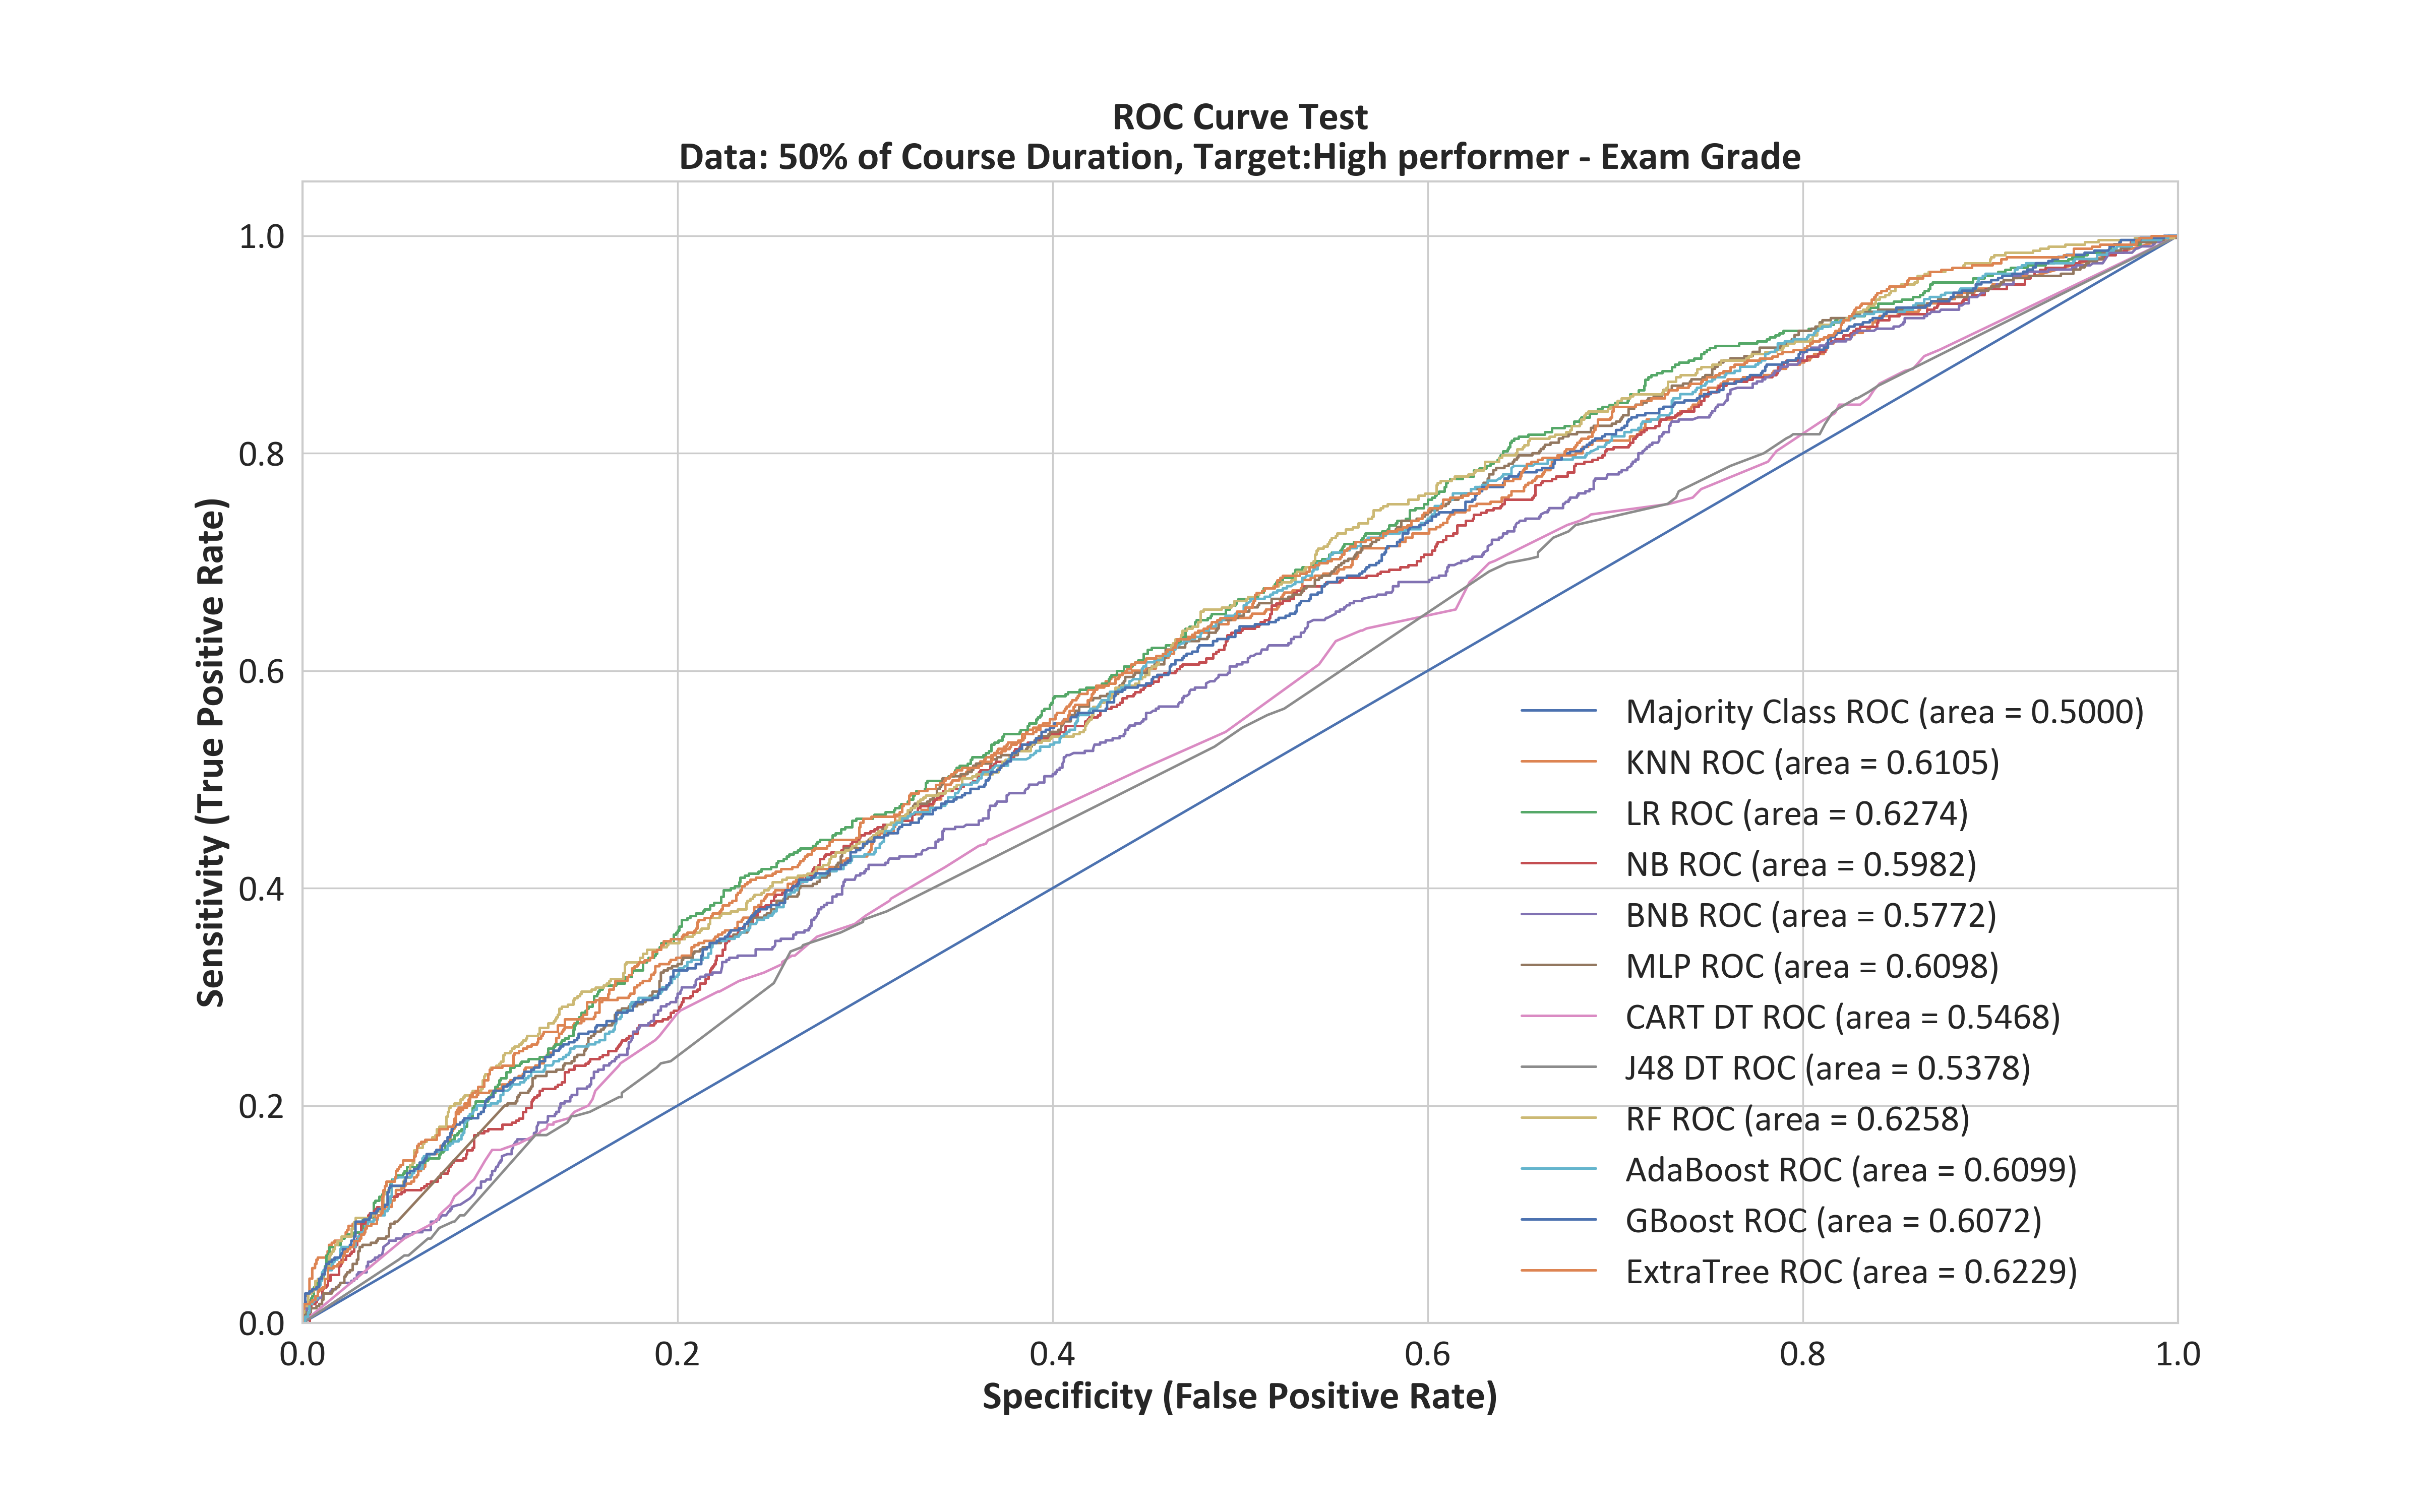 ROC Curve Test
Data: 50% of Course Duration, Target:High performer - Exam Grade
Sensitivity (True Positive Rate)
1.0
0.8
0.6
0.4
0.2
0.0
Majority Class ROC (area = 0.5000)
KNN ROC (area = 0.6105)
LR ROC (area = 0.6274)
NB ROC (area = 0.5982)
BNB ROC (area = 0.5772)
MLP ROC (area = 0.6098)
CART DT ROC (area = 0.5468)
J48 DT ROC (area = 0.5378)
RF ROC (area = 0.6258)
AdaBoost ROC (area = 0.6099)
GBoost ROC (area = 0.6072)
ExtraTree ROC (area = 0.6229)
0.0 0.2 0.4 0.6 0.8 1.0
Specificity (False Positive Rate)